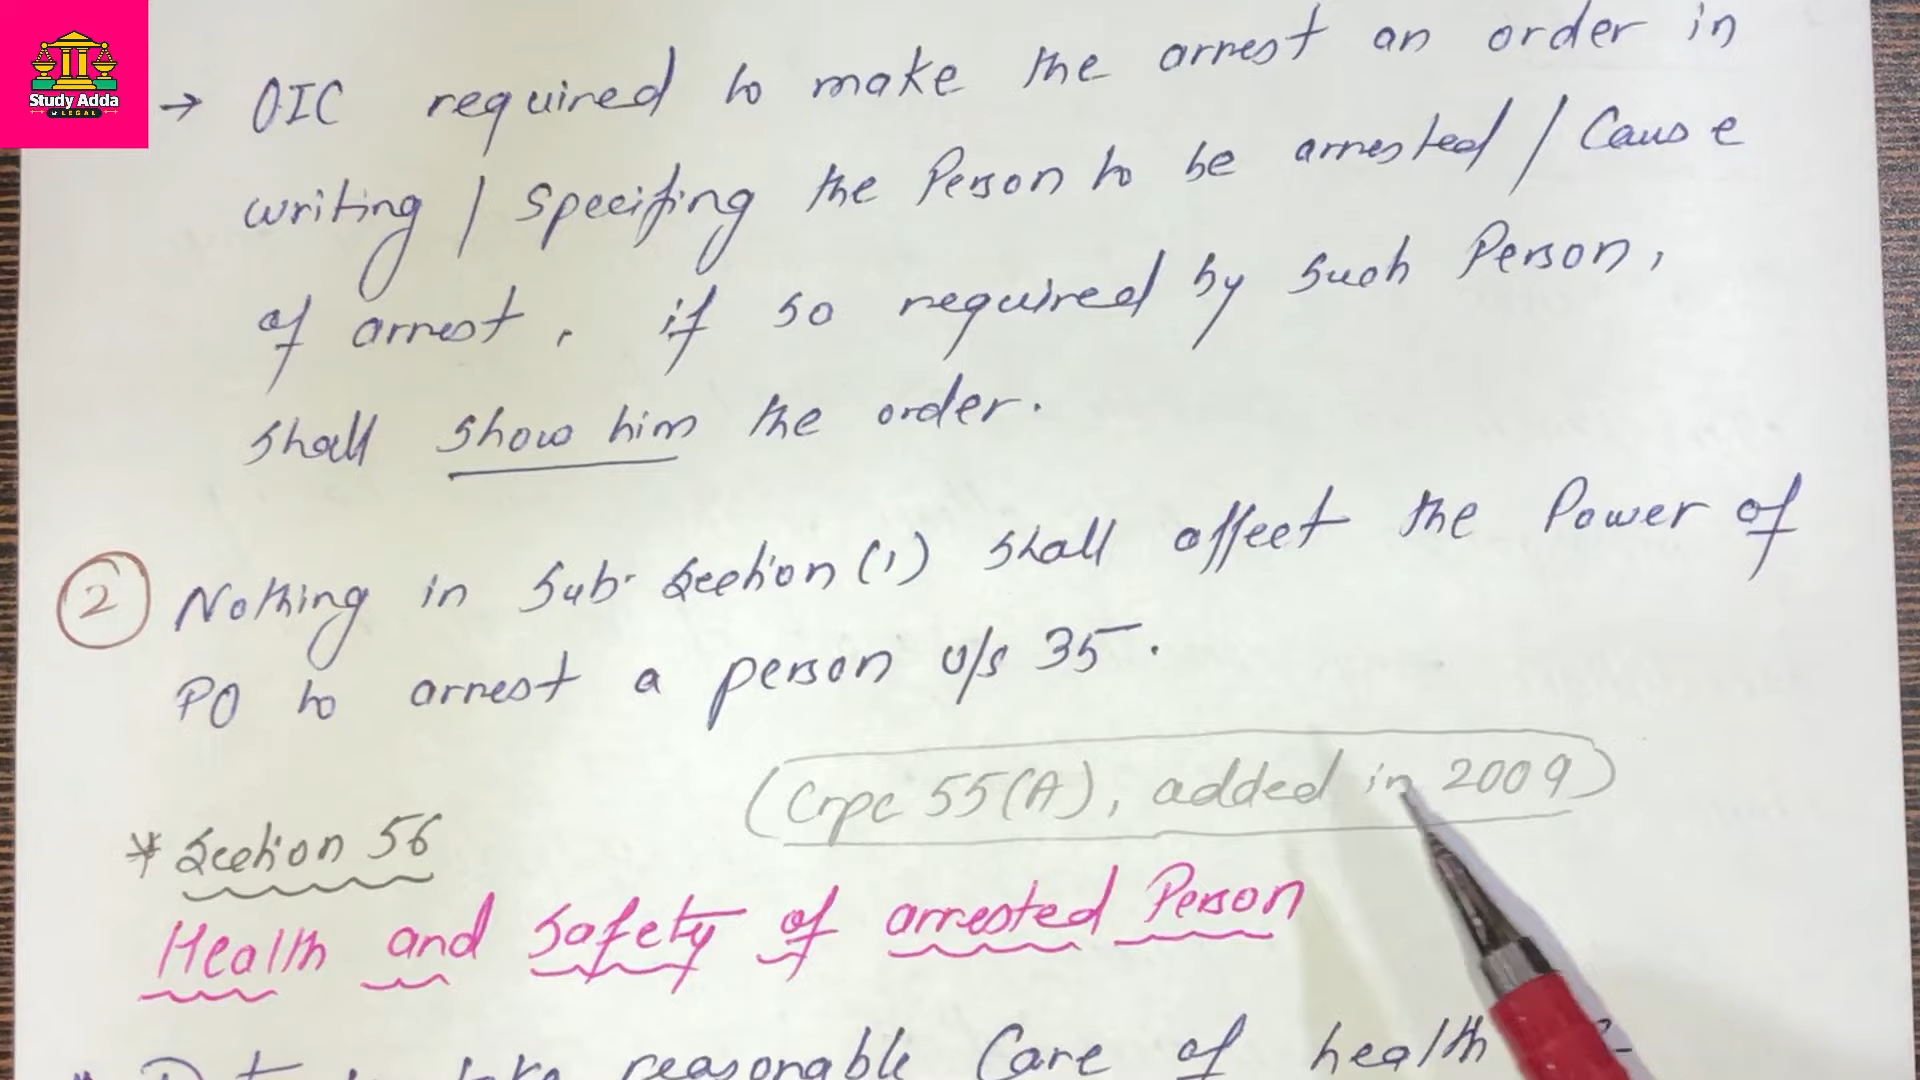 Study Adda
LEGAL
→ OIC required to make the arrest an order in
writing / specifing the Person to be arrested / Cause
of arrest, if so required by such Person,
shall show him the order.
② Nothing in Sub-Section (1) shall affect the Power of
PO to arrest a person u/s 35.
(Crpc 55(A), added in 2009)
* Section 56
Health and Safety of arrested Person
reasonable Care of health